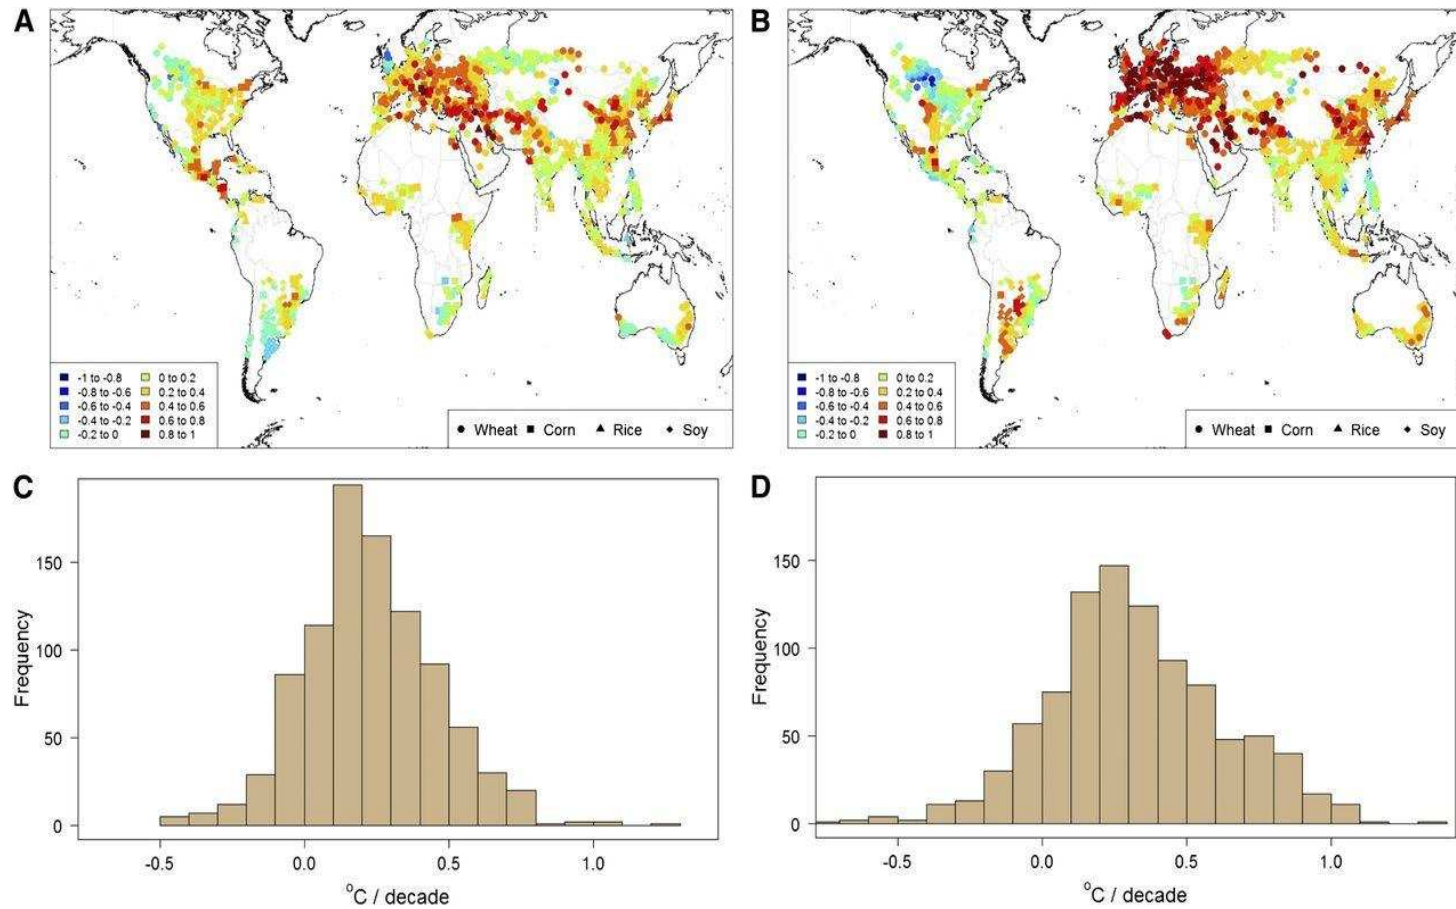 A
-1 to -0.8 0 to 0.2
-0.8 to -0.6 0.2 to 0.4
-0.6 to -0.4 0.4 to 0.6
-0.4 to -0.2 0.6 to 0.8
-0.2 to 0 0.8 to 1
Wheat Corn Rice Soy
B
-1 to -0.8 0 to 0.2
-0.8 to -0.6 0.2 to 0.4
-0.6 to -0.4 0.4 to 0.6
-0.4 to -0.2 0.6 to 0.8
-0.2 to 0 0.8 to 1
Wheat Corn Rice Soy
C
Frequency
150
100
50
0
-0.5 0.0 0.5 1.0
°C / decade
D
Frequency
150
100
50
0
-0.5 0.0 0.5 1.0
°C / decade